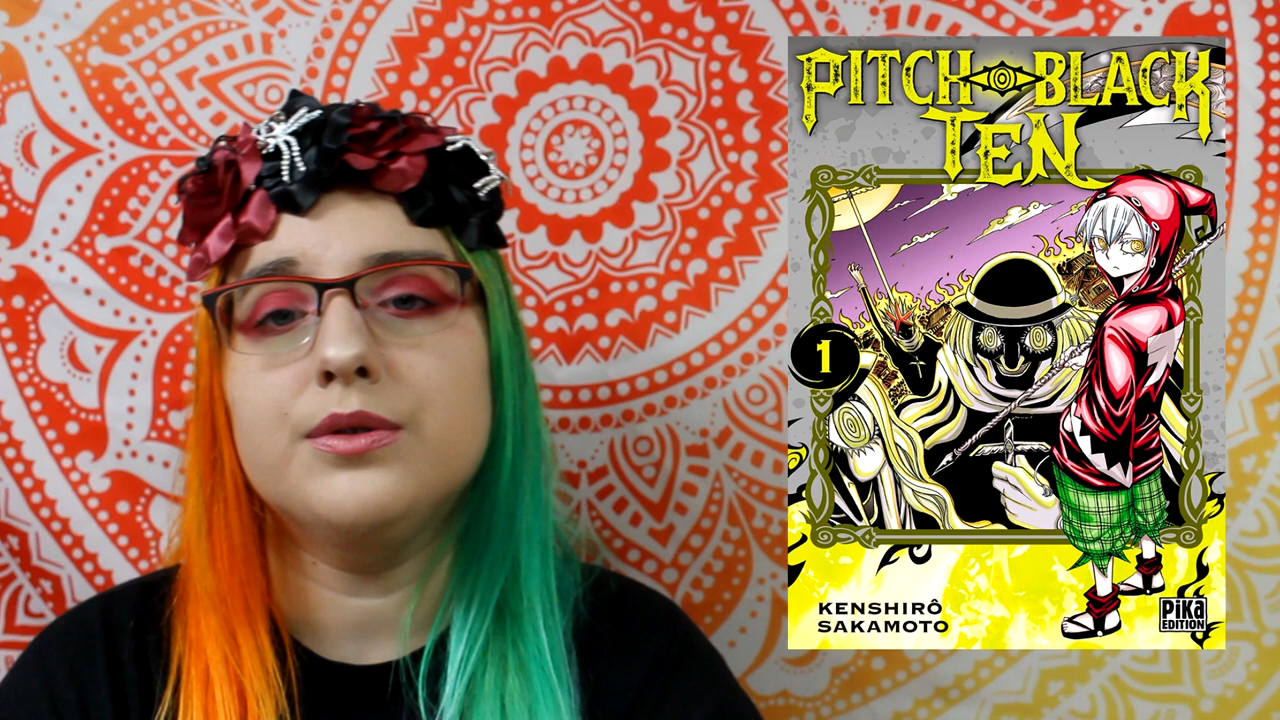 PITCH BLACK
TEN
1
KENSHIRÔ
SAKAMOTO
PIKA
EDITION